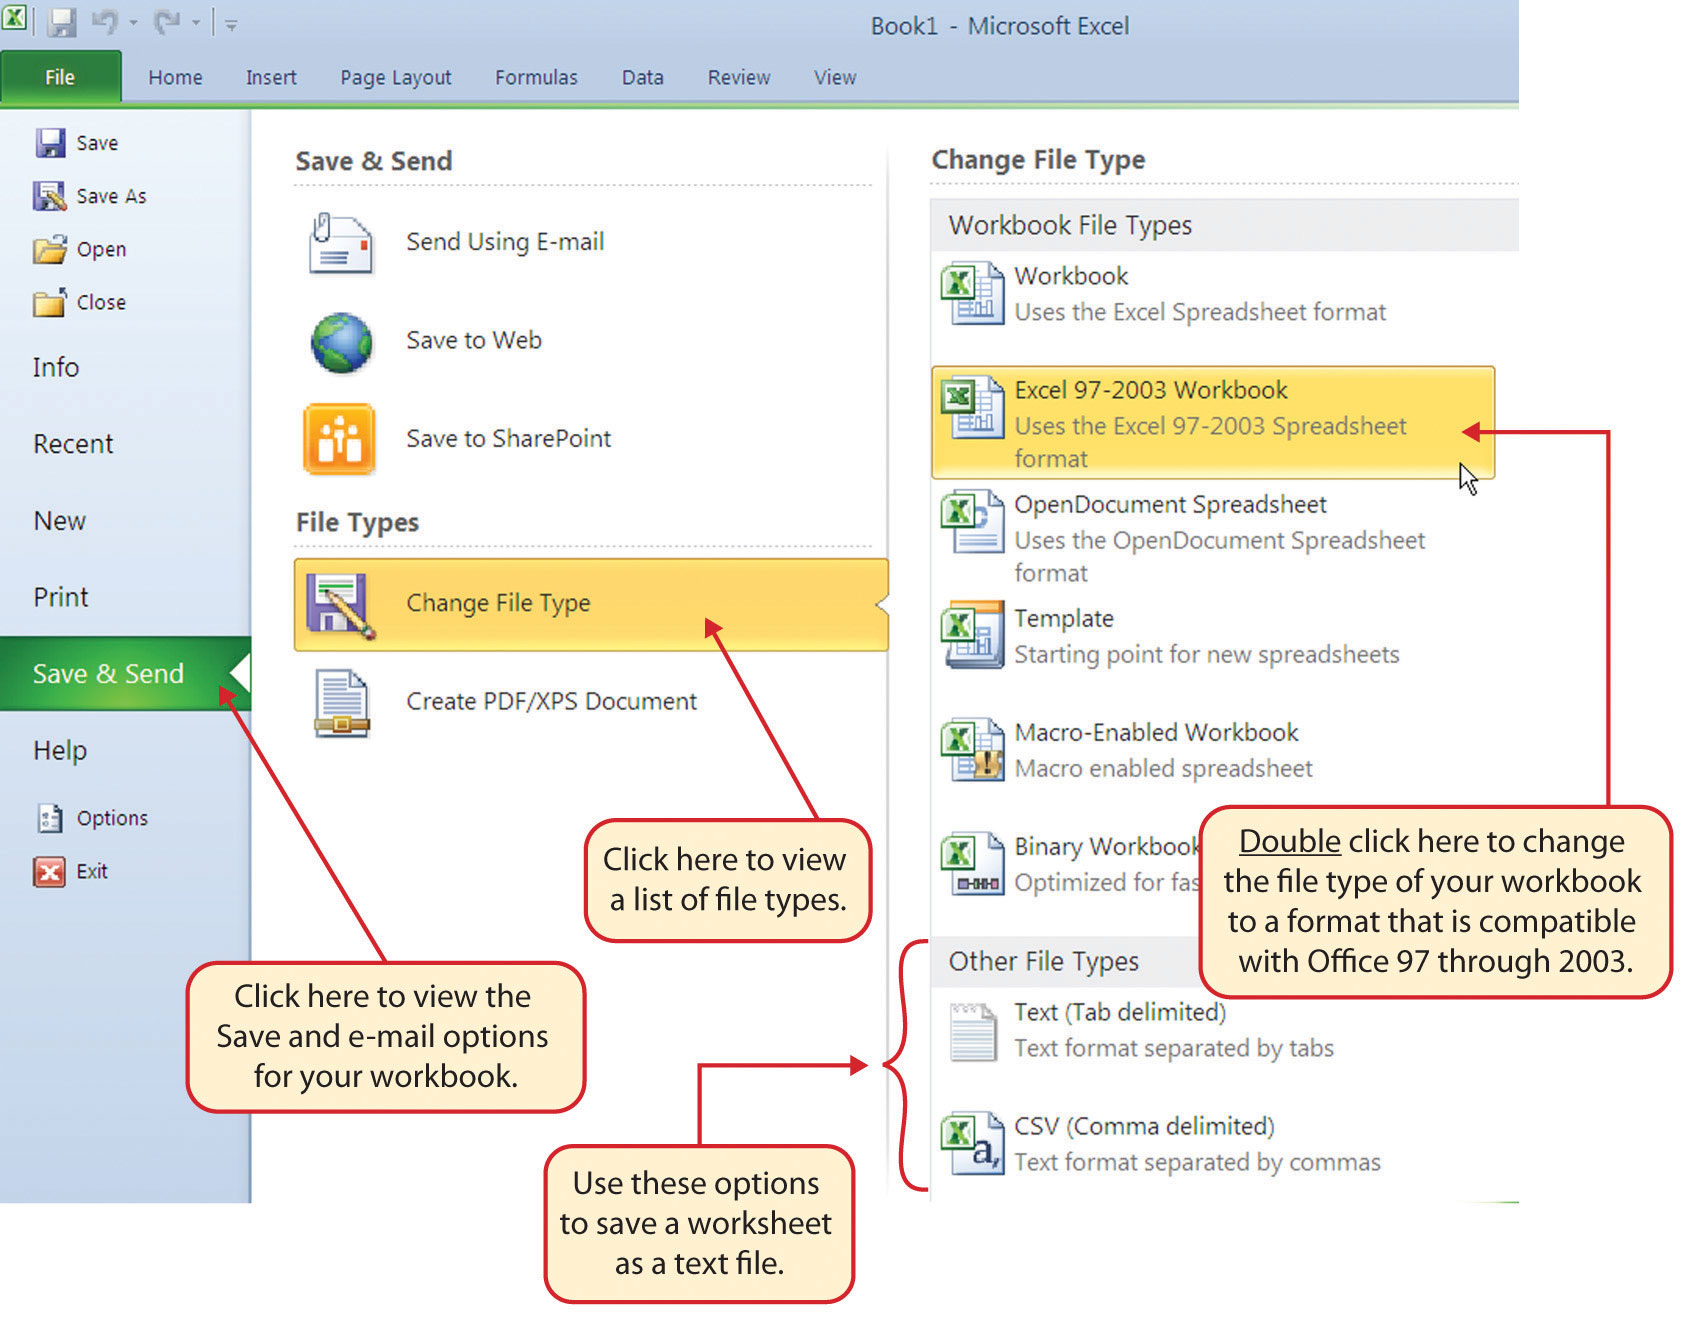 Book1 - Microsoft Excel
File Home Insert Page Layout Formulas Data Review View
Save
Save As
Open
Close
Info
Recent
New
Print
Save & Send
Help
Options
Exit
Save & Send
Send Using E-mail
Save to Web
Save to SharePoint
File Types
Change File Type
Create PDF/XPS Document
Change File Type
Workbook File Types
Workbook
Uses the Excel Spreadsheet format
Excel 97-2003 Workbook
Uses the Excel 97-2003 Spreadsheet
format
OpenDocument Spreadsheet
Uses the OpenDocument Spreadsheet
format
Template
Starting point for new spreadsheets
Macro-Enabled Workbook
Macro enabled spreadsheet
Binary Workbook
Optimized for fas
Other File Types
Text (Tab delimited)
Text format separated by tabs
CSV (Comma delimited)
Text format separated by commas
Click here to view
a list of file types.
Double click here to change
the file type of your workbook
to a format that is compatible
with Office 97 through 2003.
Click here to view the
Save and e-mail options
for your workbook.
Use these options
to save a worksheet
as a text file.